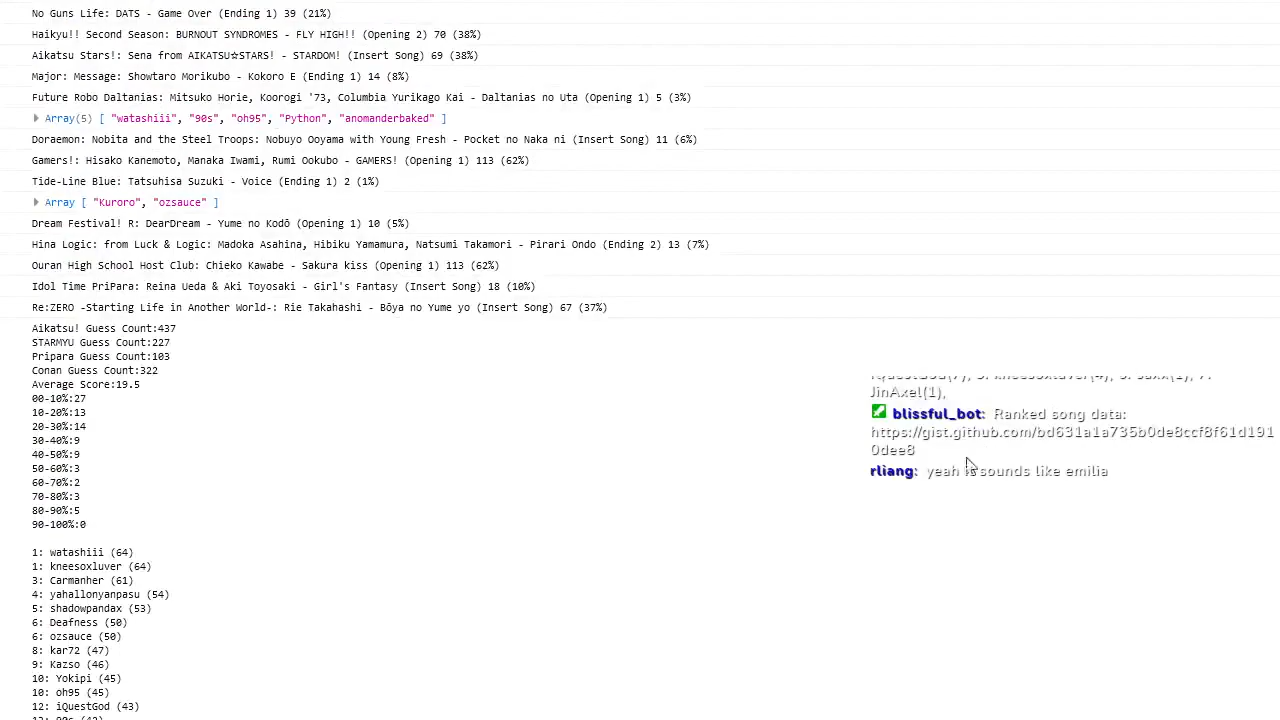 No Guns Life: DATS - Game Over (Ending 1) 39 (21%)
Haikyu!! Second Season: BURNOUT SYNDROMES - FLY HIGH!! (Opening 2) 70 (38%)
Aikatsu Stars!: Sena from AIKATSU☆STARS! - STARDOM! (Insert Song) 69 (38%)
Major: Message: Showtaro Morikubo - Kokoro E (Ending 1) 14 (8%)
Future Robo Daltanias: Mitsuko Horie, Koorogi '73, Columbia Yurikago Kai - Daltanias no Uta (Opening 1) 5 (3%)
Array(5) [ "watashiii", "90s", "oh95", "Python", "anomanderbaked" ]
Doraemon: Nobita and the Steel Troops: Nobuyo Ooyama with Young Fresh - Pocket no Naka ni (Insert Song) 11 (6%)
Gamers!: Hisako Kanemoto, Manaka Iwami, Rumi Ookubo - GAMERS! (Opening 1) 113 (62%)
Tide-Line Blue: Tatsuhisa Suzuki - Voice (Ending 1) 2 (1%)
Array [ "Kuroro", "ozsauce" ]
Dream Festival! R: DearDream - Yume no Kodō (Opening 1) 10 (5%)
Hina Logic: from Luck & Logic: Madoka Asahina, Hibiku Yamamura, Natsumi Takamori - Pirari Ondo (Ending 2) 13 (7%)
Ouran High School Host Club: Chieko Kawabe - Sakura kiss (Opening 1) 113 (62%)
Idol Time PriPara: Reina Ueda & Aki Toyosaki - Girl's Fantasy (Insert Song) 18 (10%)
Re:ZERO -Starting Life in Another World-: Rie Takahashi - Bōya no Yume yo (Insert Song) 67 (37%)
Aikatsu! Guess Count:437
STARMYU Guess Count:227
Pripara Guess Count:103
Conan Guess Count:322
Average Score:19.5
00-10%:27
10-20%:13
20-30%:14
30-40%:9
40-50%:9
50-60%:3
60-70%:2
70-80%:3
80-90%:5
90-100%:0
1: watashiii (64)
1: kneesoxluver (64)
3: Carmanher (61)
4: yahallonyanpasu (54)
5: shadowpandax (53)
6: Deafness (50)
6: ozsauce (50)
8: kar72 (47)
9: Kazso (46)
10: Yokipi (45)
10: oh95 (45)
12: iQuestGod (43)
JinAxel(1),
blissful_bot: Ranked song data:
https://gist.github.com/bd631a1a735b0de8ccf8f61d191
0dee8
rliang: yeah it sounds like emilia